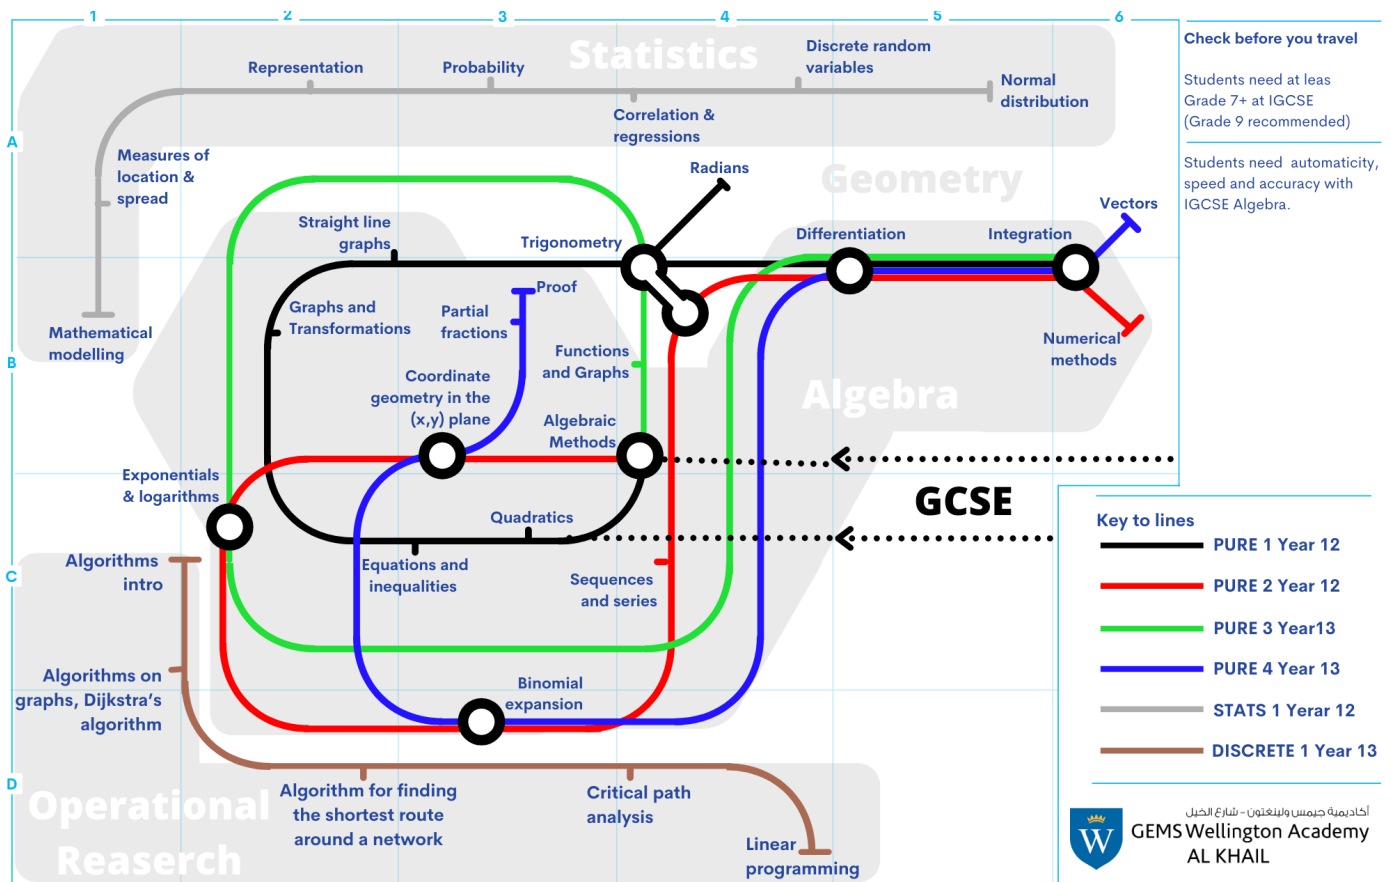 1
2
3
4
5
6
A
B
C
D
Statistics
Representation
Probability
Discrete random
variables
Normal
distribution
Correlation &
regressions
Measures of
location &
spread
Mathematical
modelling
Check before you travel
Students need at leas
Grade 7+ at IGCSE
(Grade 9 recommended)
Students need automaticity,
speed and accuracy with
IGCSE Algebra.
Geometry
Radians
Straight line
graphs
Trigonometry
Differentiation
Integration
Vectors
Graphs and
Transformations
Proof
Partial
fractions
Functions
and Graphs
Numerical
methods
Coordinate
geometry in the
(x,y) plane
Algebraic
Methods
Algebra
Exponentials
& logarithms
Quadratics
GCSE
Equations and
inequalities
Sequences
and series
Algorithms
intro
Algorithms on
graphs, Dijkstra's
algorithm
Binomial
expansion
Operational
Reaserch
Algorithm for finding
the shortest route
around a network
Critical path
analysis
Linear
programming
Key to lines
PURE 1 Year 12
PURE 2 Year 12
PURE 3 Year13
PURE 4 Year 13
STATS 1 Yerar 12
DISCRETE 1 Year 13
W
أكاديمية جيمس ولينغتون - شارع الخيل
GEMS Wellington Academy
AL KHAIL